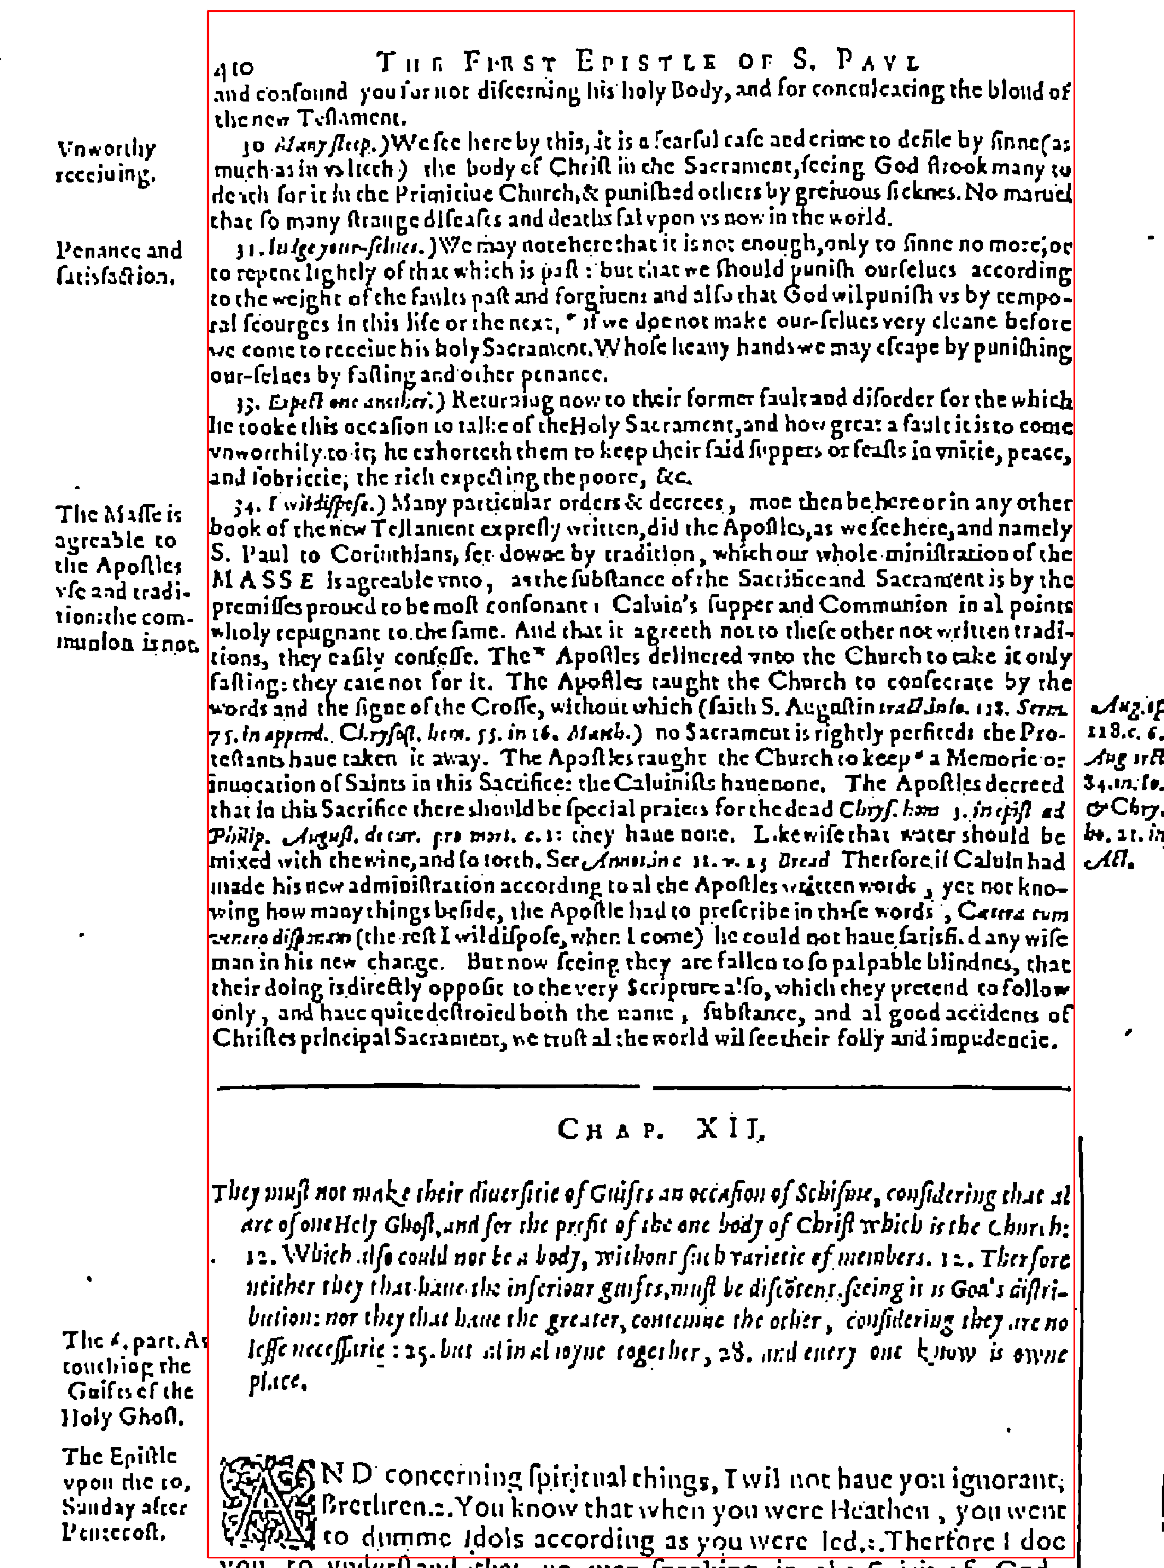 410 THE FIRST EPISTLE OF S. PAVL
and confound you for not discerning his holy Body, and for conculcating the bloud of
the new Testament.
30 Many sleep.) We see here by this, it is a fearful case and crime to defile by sinne (as
much as in vs lieth) the body of Christ in the Sacrament, seeing God strook many to
death for it in the Primitiue Church, & punished others by greiuous sicknes. No maruel
that so many strange diseases and deaths fal vpon vs now in the world.
31. Iudge your-selues.) We may note here that it is not enough, only to sinne no more, or
to repent lightly of that which is past: but that we should punish ourselues according
to the weight of the faults past and forgiuen: and also that God wil punish vs by tempo-
ral scourges in this life or the next, * if we doe not make our-selues very cleane before
we come to receiue his holy Sacrament. Whose heauy hands we may escape by punishing
our-selues by fasting and other penance.
33. Expect one another.) Returning now to their former fault and disorder for the which
he tooke this occasion to talke of the Holy Sacrament, and how great a fault it is to come
vnworthily to it; he exhorteth them to keep their said suppers or feasts in vnitie, peace,
and sobrietie; the rich expecting the poore, &c.
34. I wil dispose.) Many particular orders & decrees, moe then be here or in any other
book of the new Testament expresly written, did the Apostles, as we see here, and namely
S. Paul to Corinthians, set downe by tradition, which our whole ministration of the
MASSE is agreable vnto, as the substance of the Sacrifice and Sacrament is by the
premisses proued to be most consonant: Caluin's supper and Communion in al points
wholy repugnant to the same. And that it agreeth not to these other not written tradi-
tions, they easily confesse. The * Apostles deliuered vnto the Church to take it only
fasting: they care not for it. The Apostles taught the Church to consecrate by the
words and the signe of the Crosse, without which (saith S. Augustin tract. in Io. 118. Serm.
75. in append. Chrysost. hom. 55. in 16. Matth.) no Sacrament is rightly perfited: the Pro-
testants haue taken it away. The Apostles taught the Church to keep * a Memorie or
inuocation of Saints in this Sacrifice: the Caluinists haue none. The Apostles decreed
that in this Sacrifice there should be special praiers for the dead Chrys. hom 3. in epist ad
Philip. August. de cur. pro mort. c. 1: they haue none. Likewise that water should be
mixed with the wine, and so forth. See Annot. in c 11. v. 23 Bread Therfore if Caluin had
made his new administration according to al the Apostles written words, yet not kno-
wing how many things beside, the Apostle had to prescribe in these words, Cætera cum
venero disponam (the rest I wil dispose, when I come) he could not haue satisfied any wise
man in his new change. But now seeing they are fallen to so palpable blindnes, that
their doing is directly opposit to the very Scripture also, which they pretend to follow
only, and haue quite destroied both the name, substance, and al good accidents of
Christes principal Sacrament, we trust al the world wil see their folly and impudencie.
Vnworthy
receiuing.
Penance and
satisfaction.
The Masse is
agreable to
the Apostles
vse and tradi-
tion: the com-
munion is not.
Aug. ep
118. c. 6.
Aug tract
84. in Io.
& Chry.
ho. 21. in
Act.
CHAP. XII.
They must not make their diuersitie of Guifts an occasion of Schisme, considering that al
are of one Holy Ghost, and for the profit of the one body of Christ which is the Church:
12. Which also could not be a body, without such varietie of members. 12. Therfore
neither they that haue the inferiour guifts, must be discotent, seeing it is God's distri-
bution: nor they that haue the greater, contemne the other, considering they are no
lesse necessarie: 25. but al in al ioyne together, 28. and euery one know is owne
place.
The 4. part. As
touching the
Guifts of the
Holy Ghost.
The Epistle
vpon the 10,
Sunday after
Pentecost.
AND concerning spiritual things, I wil not haue you ignorant,
Brethren. 2. You know that when you were Heathen, you went
to dumme Idols according as you were led. 3. Therfore I doe
you to vnderstand that no man speaking in the Spirit of God